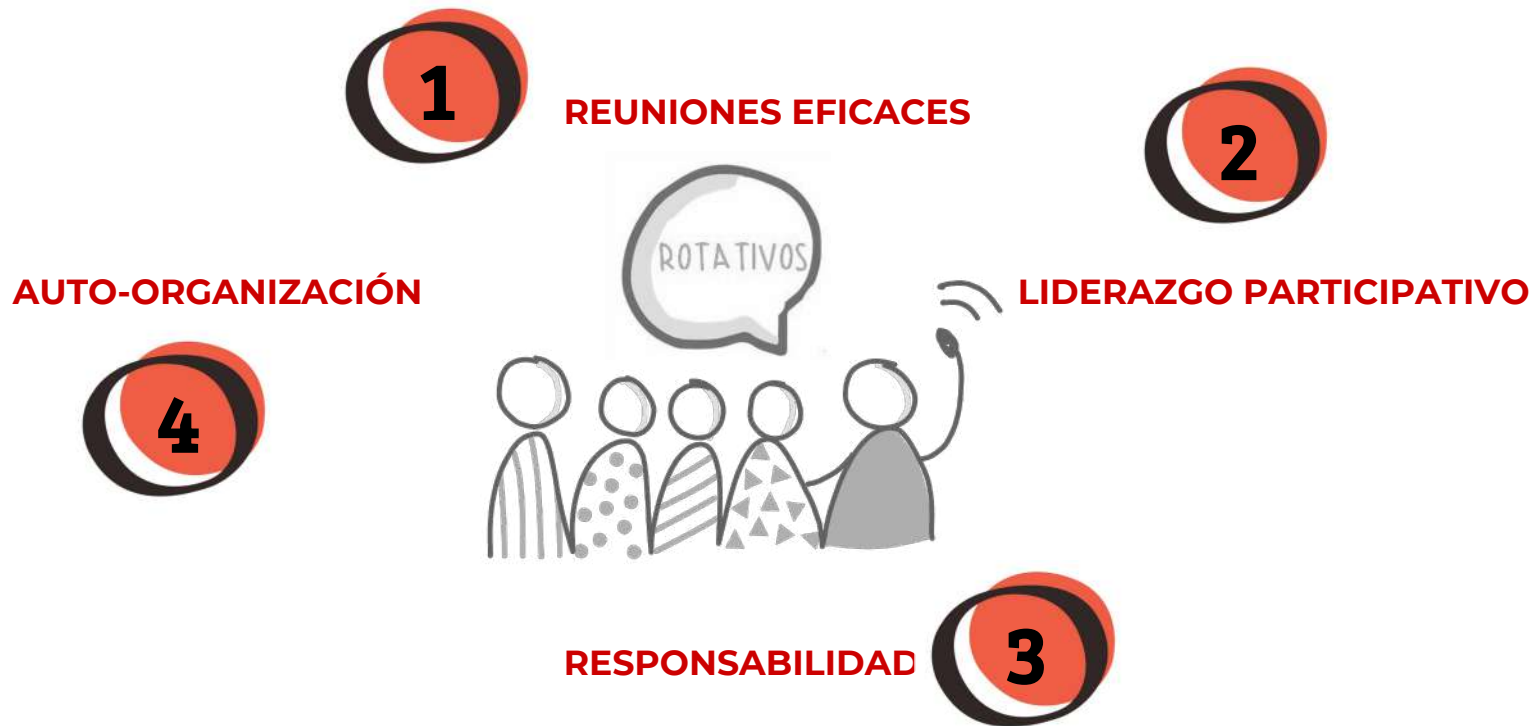 1
REUNIONES EFICACES
2
ROTATIVOS
AUTO-ORGANIZACIÓN
LIDERAZGO PARTICIPATIVO
4
RESPONSABILIDAD
3